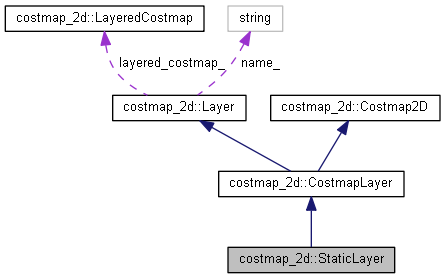 costmap_2d::LayeredCostmap
string
layered_costmap_
name_
costmap_2d::Layer
costmap_2d::Costmap2D
costmap_2d::CostmapLayer
costmap_2d::StaticLayer